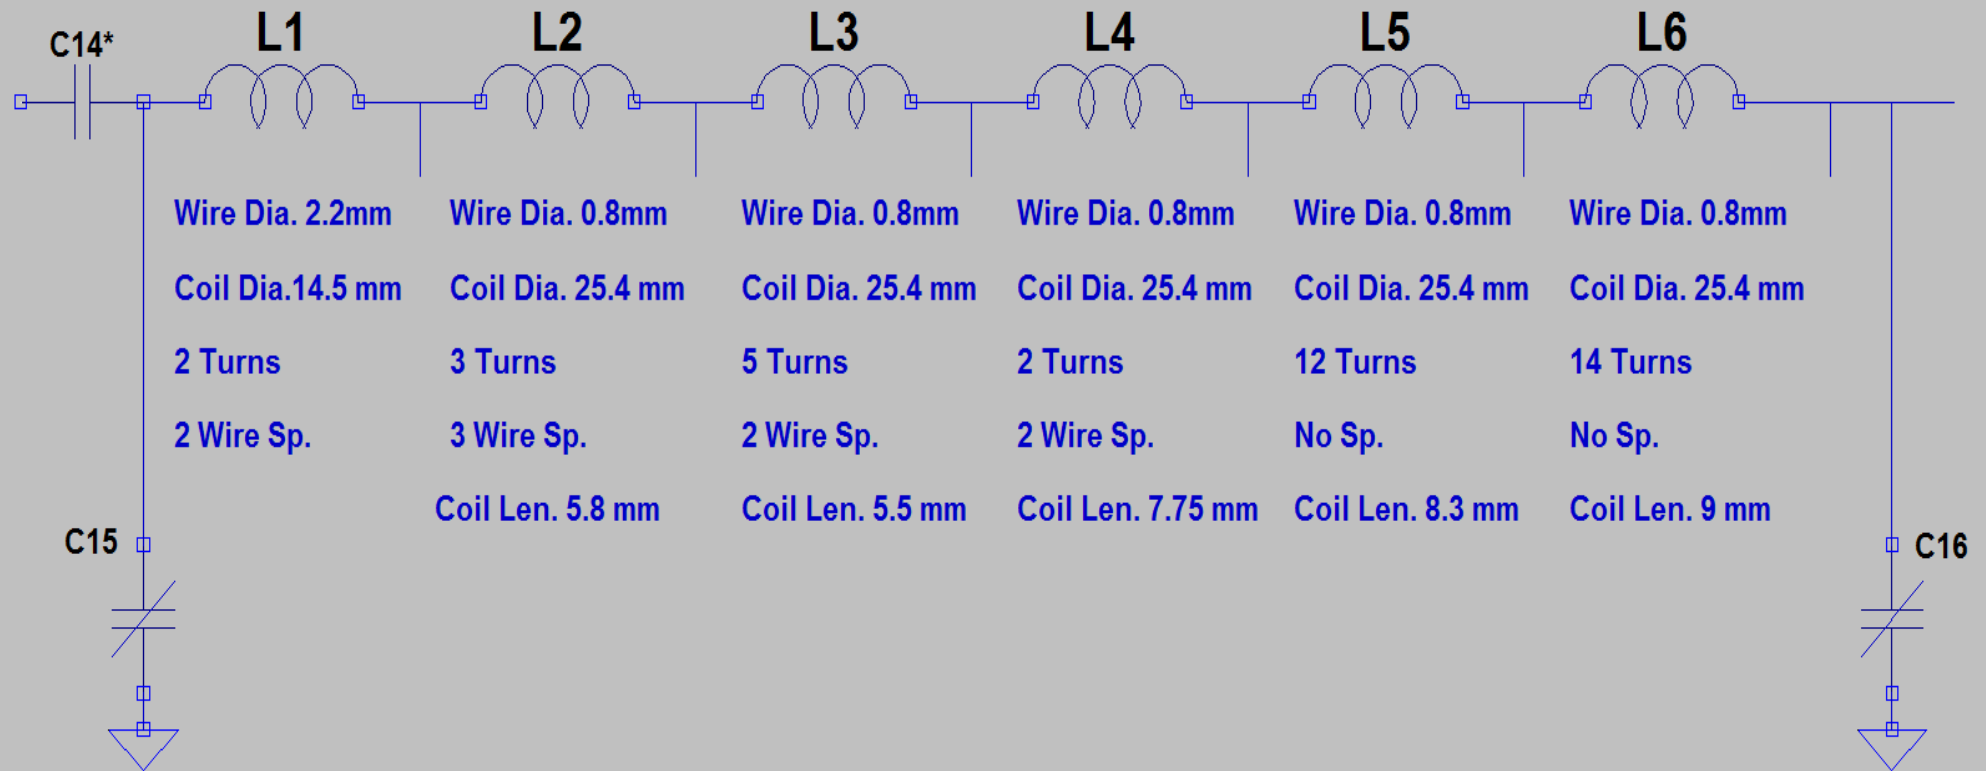 C14*
L1
L2
L3
L4
L5
L6
Wire Dia. 2.2mm
Wire Dia. 0.8mm
Wire Dia. 0.8mm
Wire Dia. 0.8mm
Wire Dia. 0.8mm
Wire Dia. 0.8mm
Coil Dia.14.5 mm
Coil Dia. 25.4 mm
Coil Dia. 25.4 mm
Coil Dia. 25.4 mm
Coil Dia. 25.4 mm
Coil Dia. 25.4 mm
2 Turns
3 Turns
5 Turns
2 Turns
12 Turns
14 Turns
2 Wire Sp.
3 Wire Sp.
2 Wire Sp.
2 Wire Sp.
No Sp.
No Sp.
Coil Len. 5.8 mm
Coil Len. 5.5 mm
Coil Len. 7.75 mm
Coil Len. 8.3 mm
Coil Len. 9 mm
C15
C16